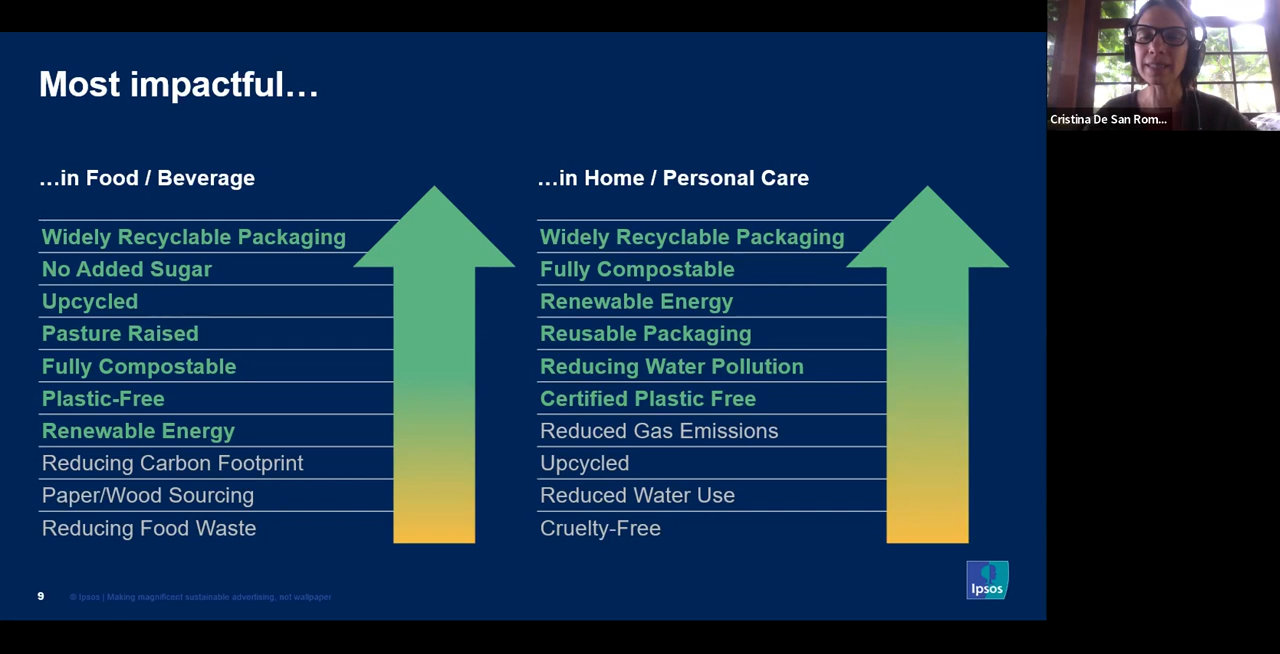 Most impactful…
…in Food / Beverage
Widely Recyclable Packaging
No Added Sugar
Upcycled
Pasture Raised
Fully Compostable
Plastic-Free
Renewable Energy
Reducing Carbon Footprint
Paper/Wood Sourcing
Reducing Food Waste
…in Home / Personal Care
Widely Recyclable Packaging
Fully Compostable
Renewable Energy
Reusable Packaging
Reducing Water Pollution
Certified Plastic Free
Reduced Gas Emissions
Upcycled
Reduced Water Use
Cruelty-Free
9
© Ipsos | Making magnificent sustainable advertising, not wallpaper
Ipsos
Cristina De San Rom...